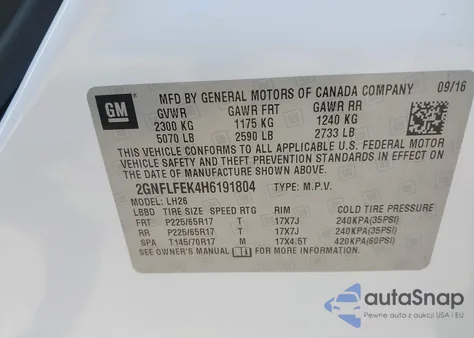 GM
MFD BY GENERAL MOTORS OF CANADA COMPANY 09/16
GVWR GAWR FRT GAWR RR
2300 KG 1175 KG 1240 KG
5070 LB 2590 LB 2733 LB
THIS VEHICLE CONFORMS TO ALL APPLICABLE U.S. FEDERAL MOTOR
VEHICLE SAFETY AND THEFT PREVENTION STANDARDS IN EFFECT ON
THE DATE OF MANUFACTURE SHOWN ABOVE.
2GNFLFEK4H6191804 TYPE: M.P.V.
MODEL: LH26
LBBD TIRE SIZE SPEED RTG RIM COLD TIRE PRESSURE
FRT P225/65R17 T 17X7J 240KPA(35PSI)
RR P225/65R17 T 17X7J 240KPA(35PSI)
SPA T145/70R17 M 17X4.5T 420KPA(60PSI)
SEE OWNER'S MANUAL FOR MORE INFORMATION.
autoSnap
Pewne auta z aukcji USA i EU